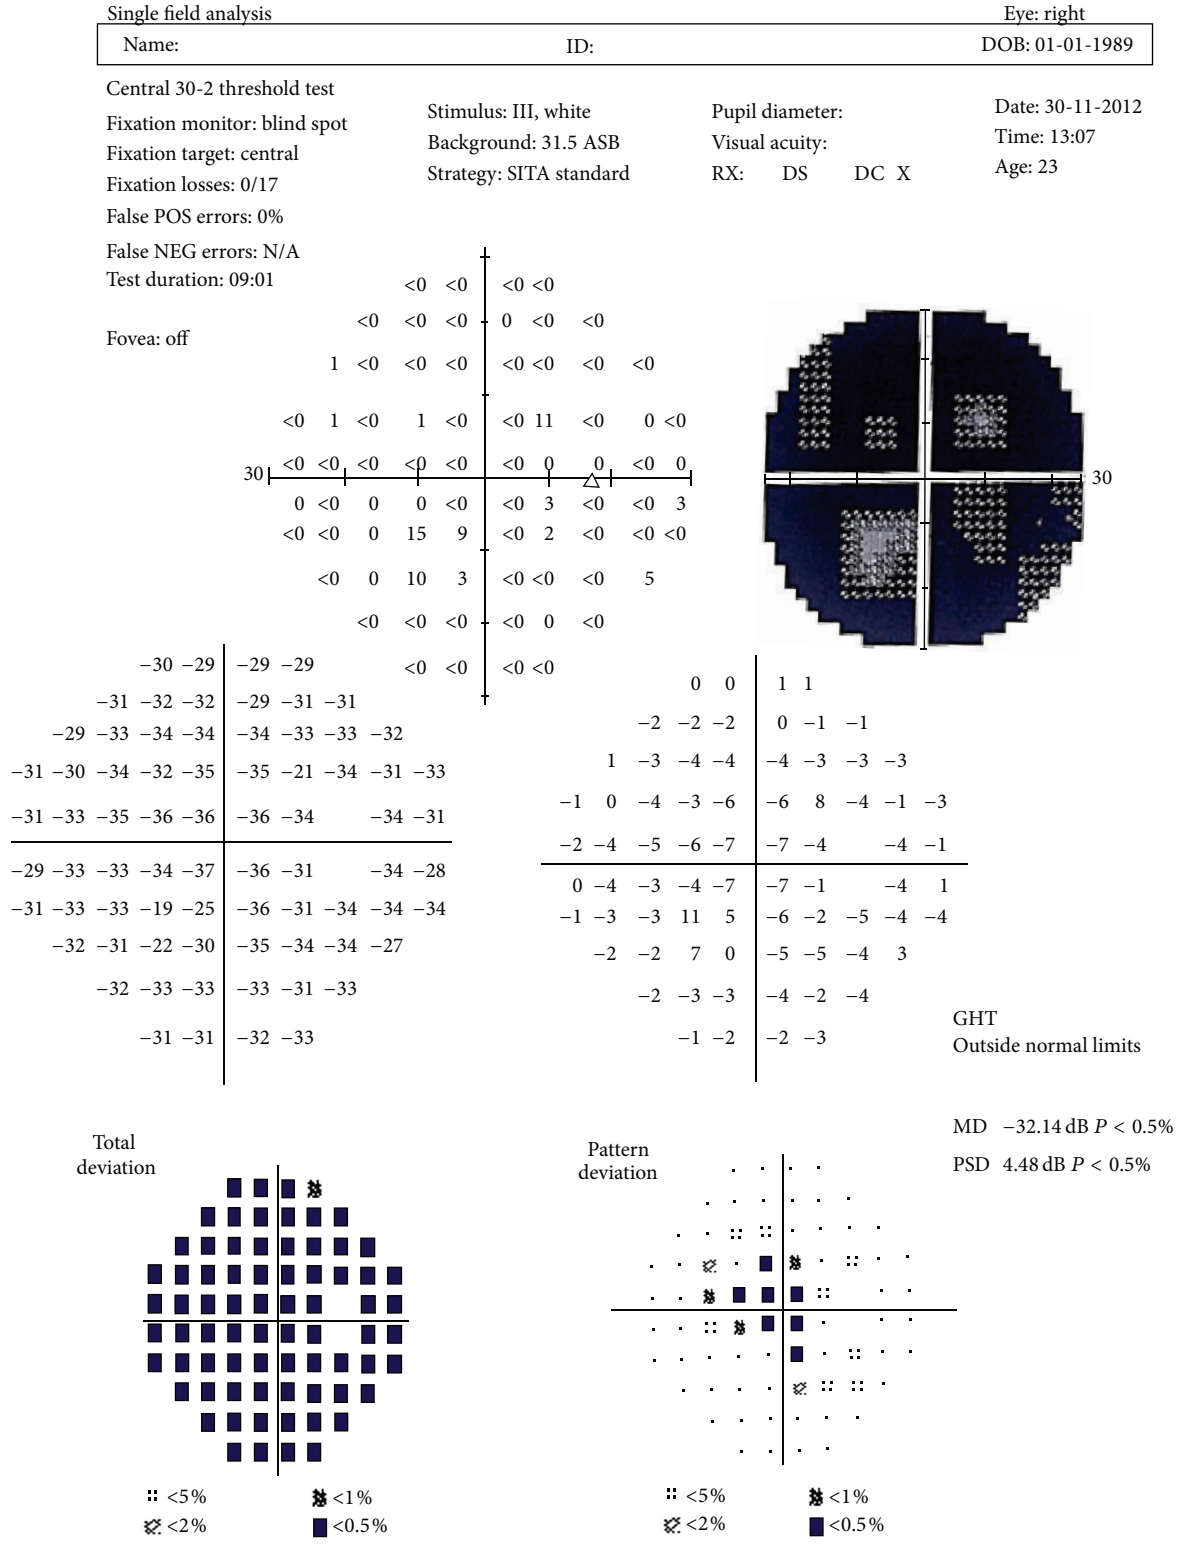 Single field analysis
Eye: right
Name:
ID:
DOB: 01-01-1989
Central 30-2 threshold test
Fixation monitor: blind spot
Fixation target: central
Fixation losses: 0/17
False POS errors: 0%
False NEG errors: N/A
Test duration: 09:01
Fovea: off
Stimulus: III, white
Background: 31.5 ASB
Strategy: SITA standard
Pupil diameter:
Visual acuity:
RX: DS DC X
Date: 30-11-2012
Time: 13:07
Age: 23
<0 <0 <0 <0
<0 <0 <0 0 <0 <0
1 <0 <0 <0 <0 <0 <0 <0
<0 1 <0 1 <0 <0 11 <0 0 <0
<0 <0 <0 <0 <0 <0 0 0 <0 0
30
30
0 <0 0 0 <0 <0 3 <0 <0 3
<0 <0 0 15 9 <0 2 <0 <0 <0
<0 0 10 3 <0 <0 <0 5
<0 <0 <0 <0 0 <0
<0 <0 <0 <0
−30 −29 −29 −29
−31 −32 −32 −29 −31 −31
−29 −33 −34 −34 −34 −33 −33 −32
−31 −30 −34 −32 −35 −35 −21 −34 −31 −33
−31 −33 −35 −36 −36 −36 −34 −34 −31
−29 −33 −33 −34 −37 −36 −31 −34 −28
−31 −33 −33 −19 −25 −36 −31 −34 −34 −34
−32 −31 −22 −30 −35 −34 −34 −27
−32 −33 −33 −33 −31 −33
−31 −31 −32 −33
0 0 1 1
−2 −2 −2 0 −1 −1
1 −3 −4 −4 −4 −3 −3 −3
−1 0 −4 −3 −6 −6 8 −4 −1 −3
−2 −4 −5 −6 −7 −7 −4 −4 −1
0 −4 −3 −4 −7 −7 −1 −4 1
−1 −3 −3 11 5 −6 −2 −5 −4 −4
−2 −2 7 0 −5 −5 −4 3
−2 −3 −3 −4 −2 −4
−1 −2 −2 −3
GHT
Outside normal limits
MD −32.14 dB P < 0.5%
PSD 4.48 dB P < 0.5%
Total
deviation
Pattern
deviation
<5% <1%
<2% <0.5%
<5% <1%
<2% <0.5%